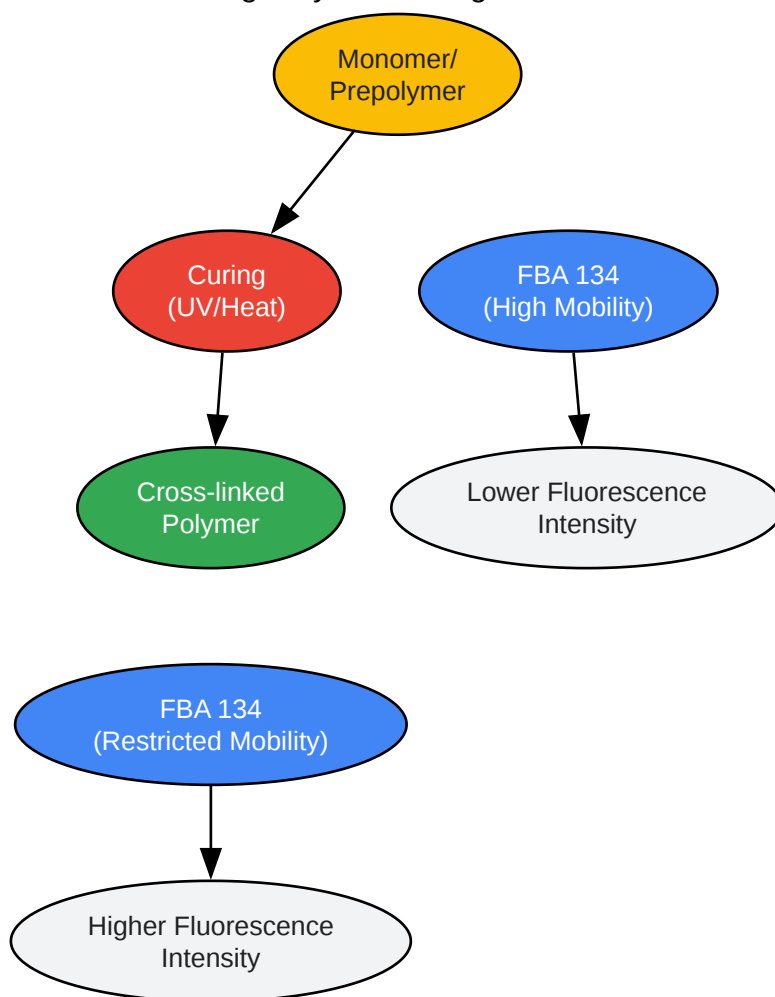 Monomer/
Prepolymer
Curing
(UV/Heat)
FBA 134
(High Mobility)
Cross-linked
Polymer
Lower Fluorescence
Intensity
FBA 134
(Restricted Mobility)
Higher Fluorescence
Intensity